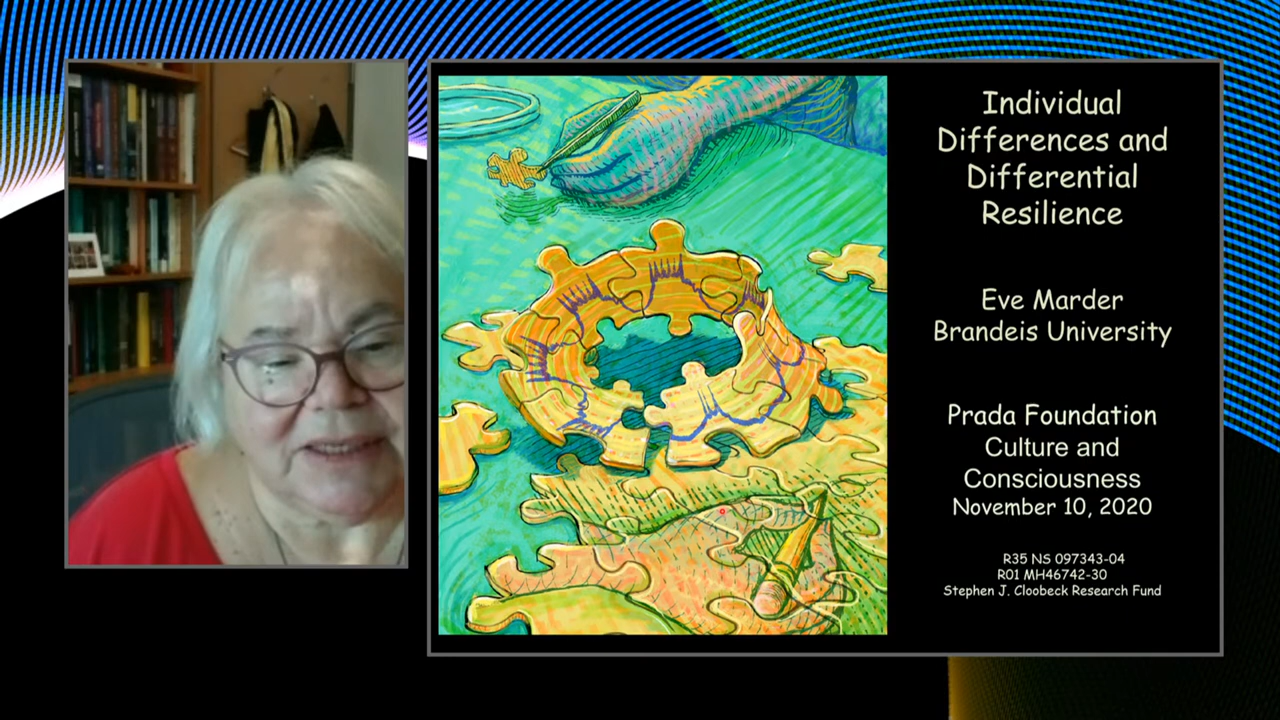 Individual
Differences and
Differential
Resilience
Eve Marder
Brandeis University
Prada Foundation
Culture and
Consciousness
November 10, 2020
R35 NS 097343-04
R01 MH46742-30
Stephen J. Cloobeck Research Fund